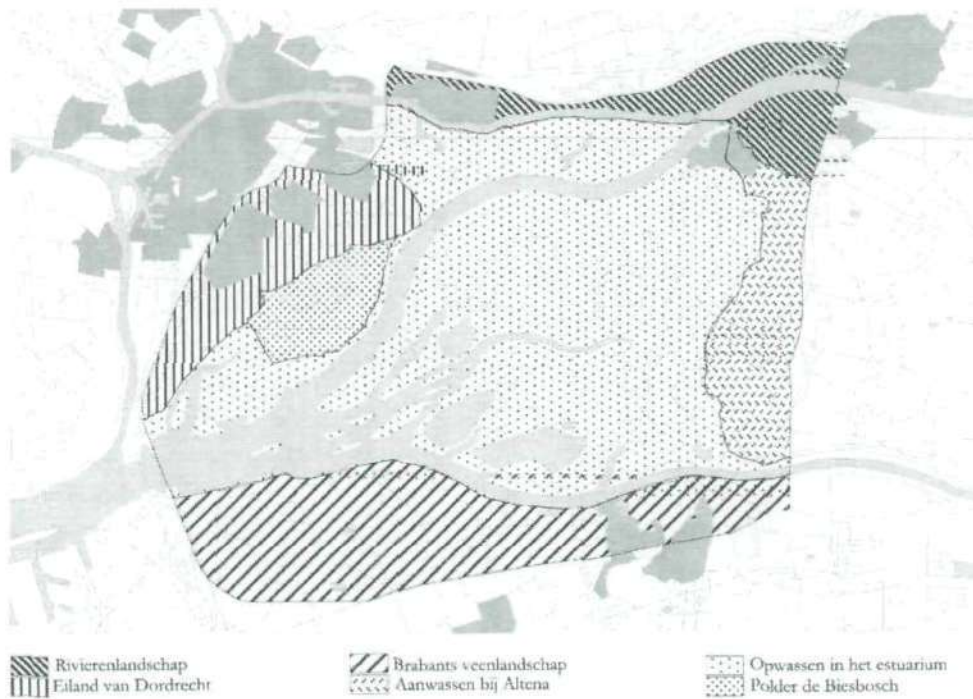 Rivierenlandschap
Eiland van Dordrecht
Brabants veenlandschap
Aanwassen bij Altena
Opwassen in het estuarium
Polder de Biesbosch